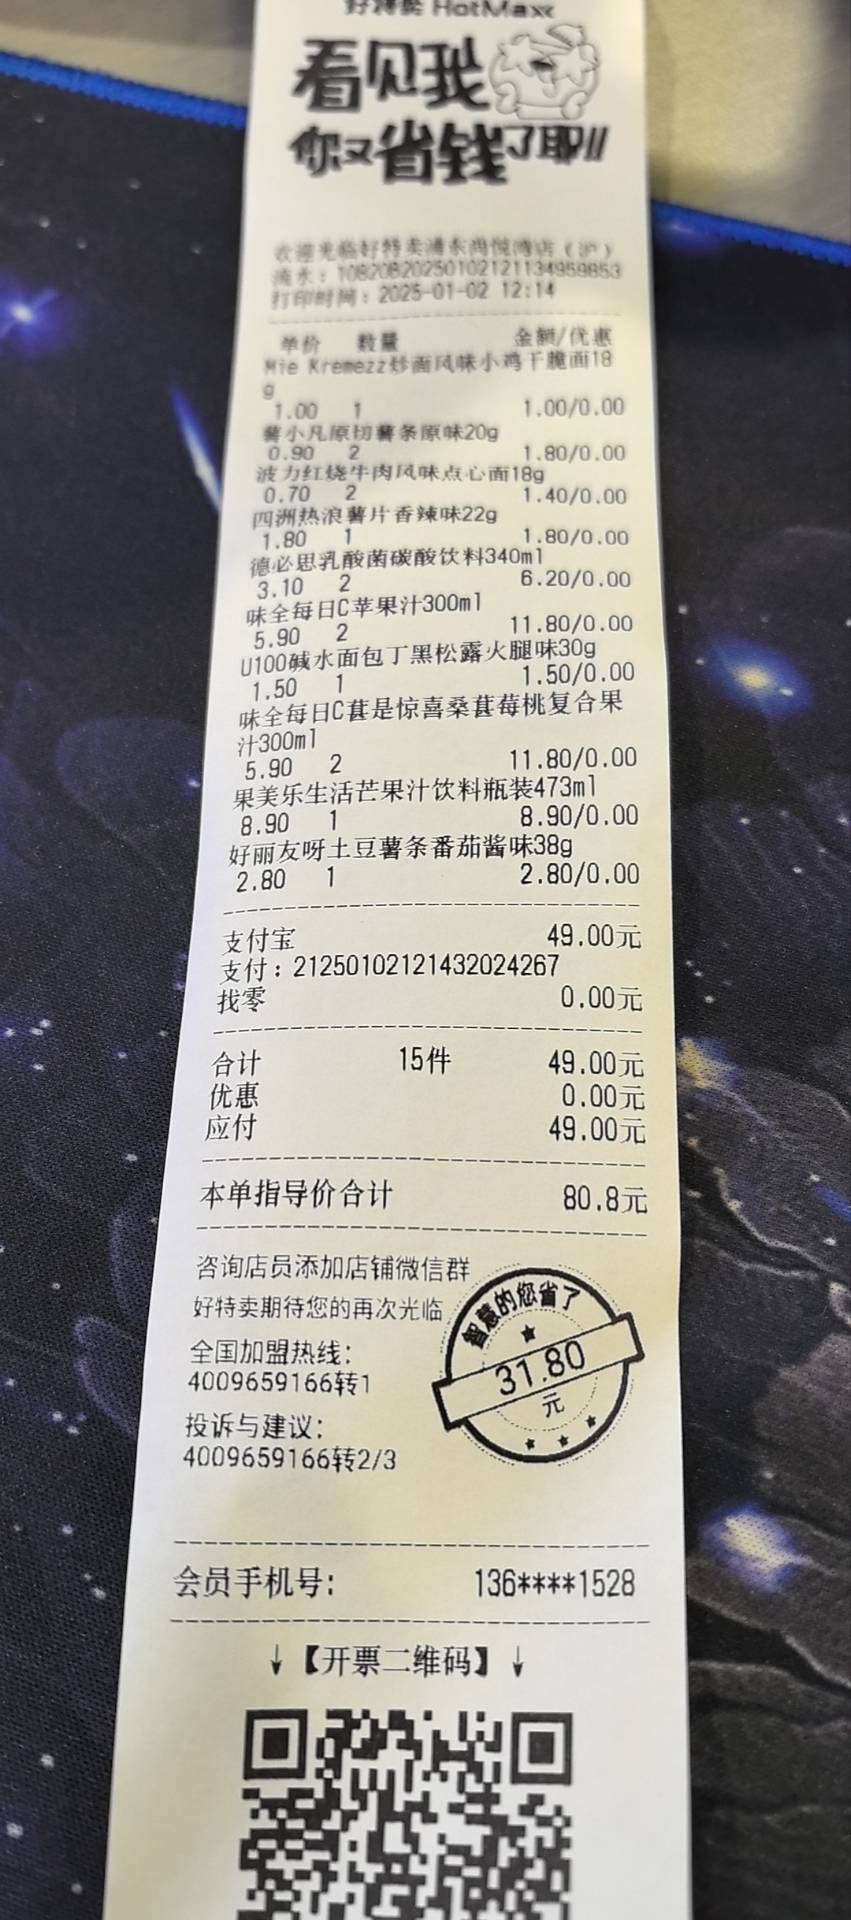 好特卖 HotMaxx
看见我
你又省钱了耶!!
欢迎光临好特卖浦东尚悦湾店(沪)
流水:10820820250102121134959853
打印时间:2025-01-02 12:14
单价 数量 金额/优惠
Mie Kremezz炒面风味小鸡干脆面18
g
1.00 1 1.00/0.00
薯小凡原切薯条原味20g
0.90 2 1.80/0.00
波力红烧牛肉风味点心面18g
0.70 2 1.40/0.00
四洲热浪薯片香辣味22g
1.80 1 1.80/0.00
德必思乳酸菌碳酸饮料340ml
3.10 2 6.20/0.00
味全每日C苹果汁300ml
5.90 2 11.80/0.00
U100碱水面包丁黑松露火腿味30g
1.50 1 1.50/0.00
味全每日C葚是惊喜桑葚莓桃复合果
汁300ml
5.90 2 11.80/0.00
果美乐生活芒果汁饮料瓶装473ml
8.90 1 8.90/0.00
好丽友呀土豆薯条番茄酱味38g
2.80 1 2.80/0.00
支付宝 49.00元
支付:21250102121432024267
找零 0.00元
合计 15件 49.00元
优惠 0.00元
应付 49.00元
本单指导价合计 80.8元
咨询店员添加店铺微信群
好特卖期待您的再次光临
全国加盟热线:
4009659166转1
投诉与建议:
4009659166转2/3
智慧的您省了
31.80
元
会员手机号: 136****1528
↓【开票二维码】↓